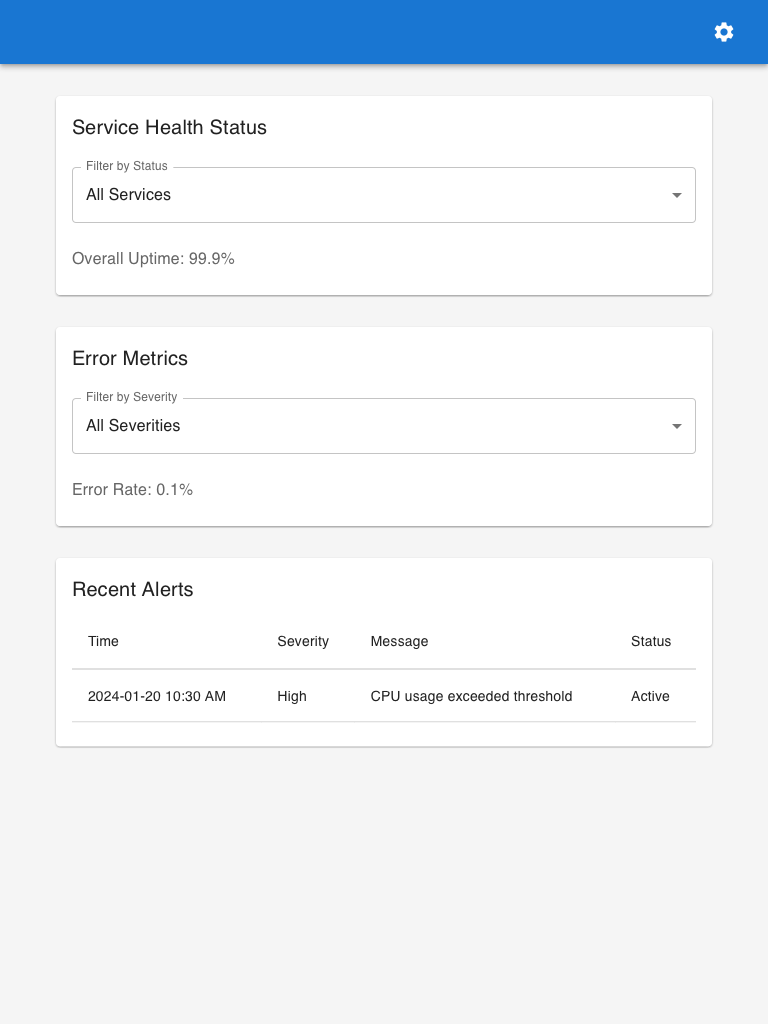 Service Health Status
Filter by Status
All Services
Overall Uptime: 99.9%
Error Metrics
Filter by Severity
All Severities
Error Rate: 0.1%
Recent Alerts
Time Severity Message Status
2024-01-20 10:30 AM High CPU usage exceeded threshold Active